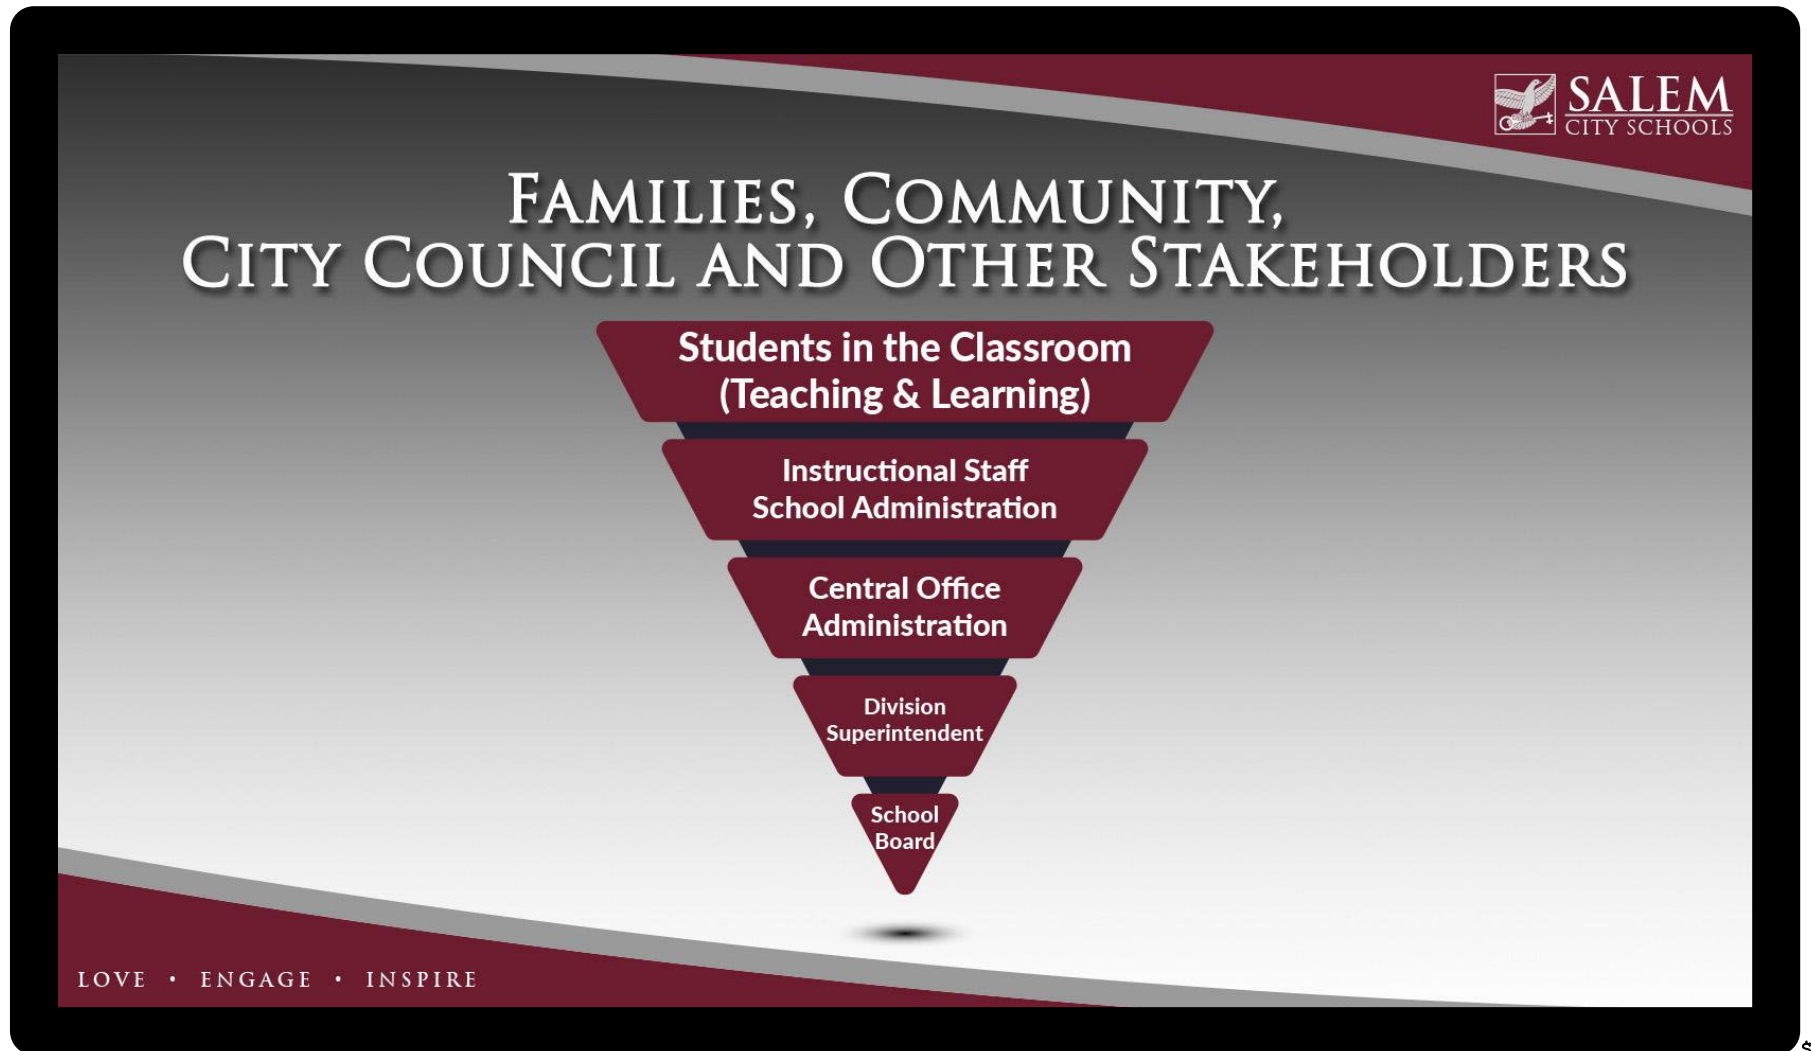 SALEM
CITY SCHOOLS
FAMILIES, COMMUNITY,
CITY COUNCIL AND OTHER STAKEHOLDERS
Students in the Classroom
(Teaching & Learning)
Instructional Staff
School Administration
Central Office
Administration
Division
Superintendent
School
Board
LOVE • ENGAGE • INSPIRE